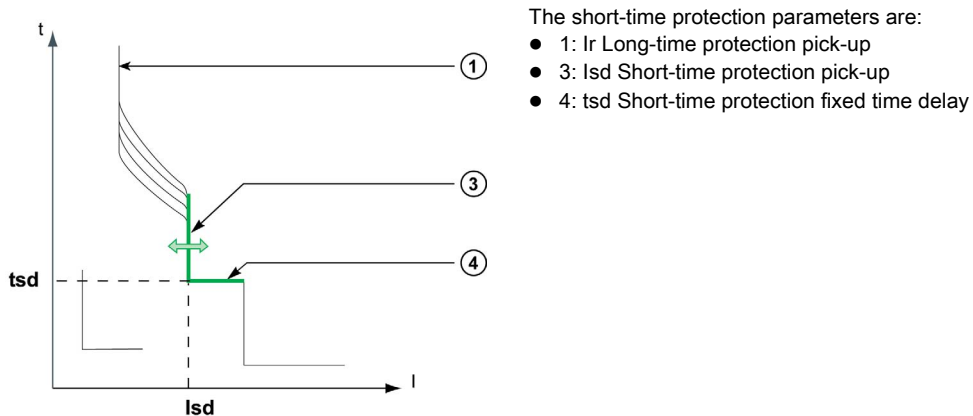 t
1
3
4
tsd
I
Isd
The short-time protection parameters are:
● 1: Ir Long-time protection pick-up
● 3: Isd Short-time protection pick-up
● 4: tsd Short-time protection fixed time delay